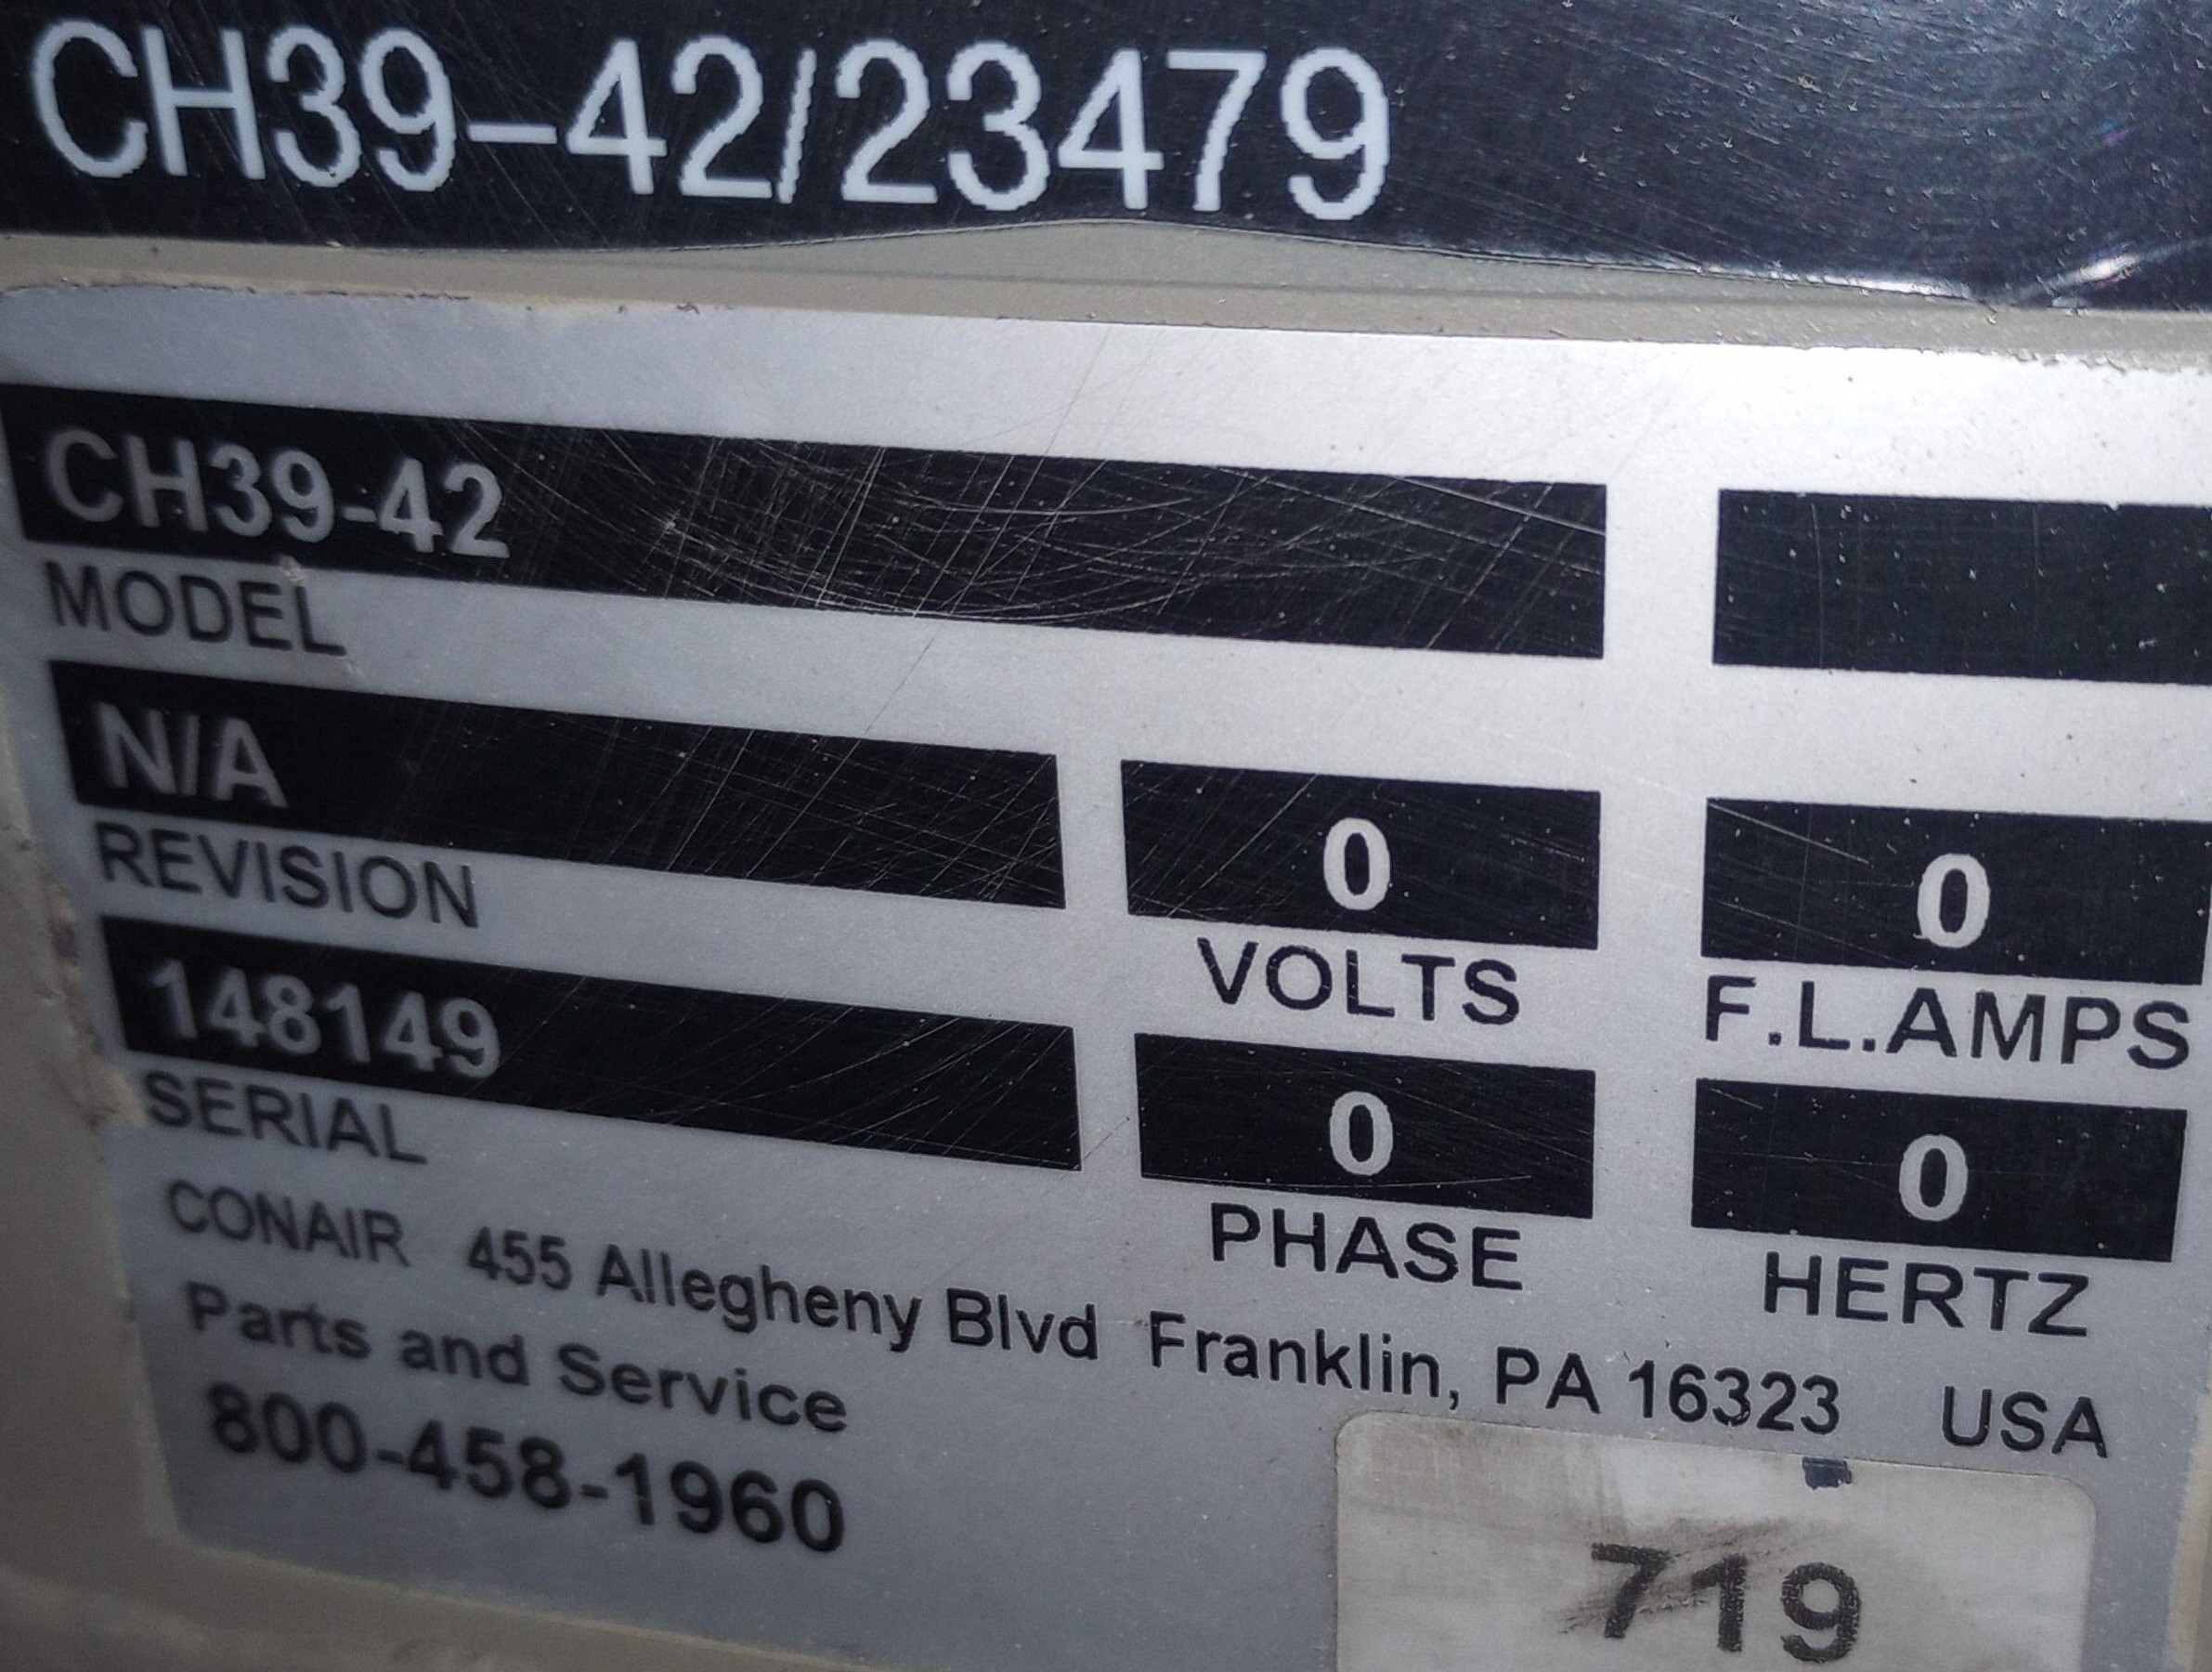 CH39-42/23479
CH39-42
MODEL
N/A
REVISION
0
VOLTS
0
F.L.AMPS
148149
SERIAL
0
PHASE
0
HERTZ
CONAIR 455 Allegheny Blvd Franklin, PA 16323 USA
Parts and Service
800-458-1960
719